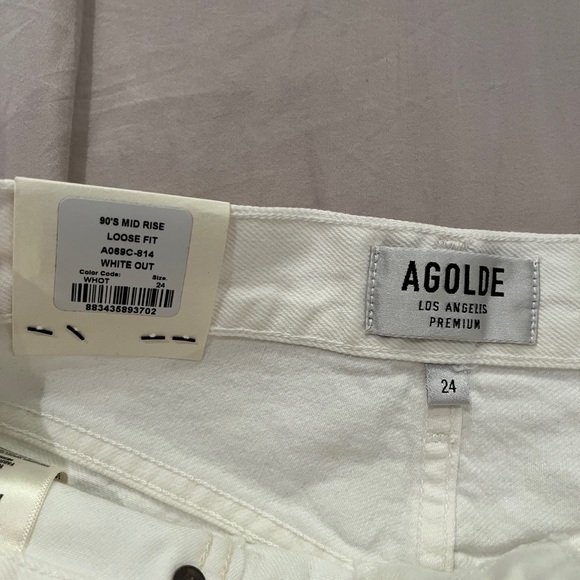 90'S MID RISE
LOOSE FIT
A069C-814
WHITE OUT
Color Code: Size:
WHOT 24
883435893702
AGOLDE
LOS ANGELES
PREMIUM
24